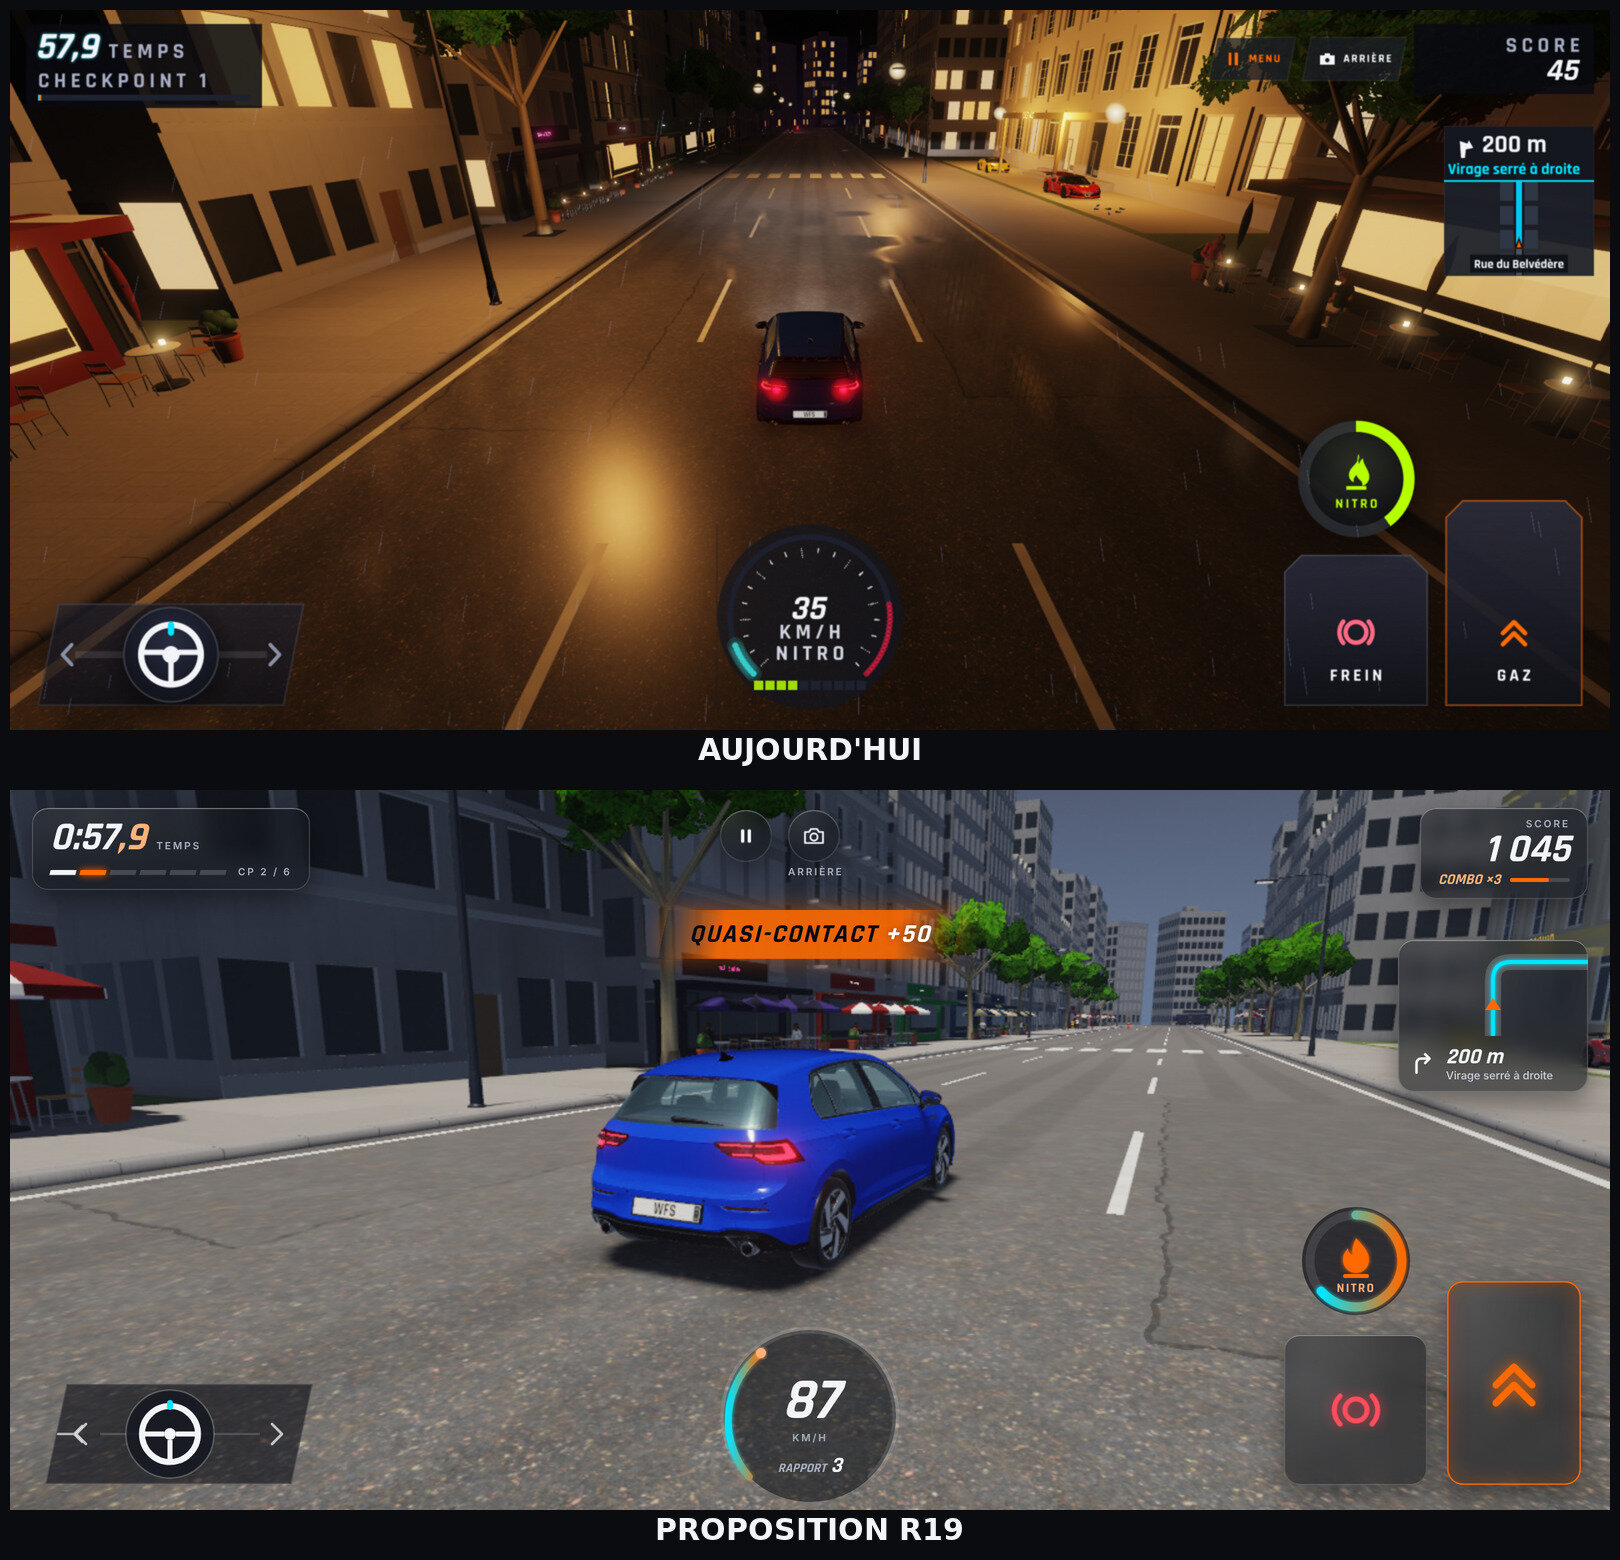 57,9 TEMPS
CHECKPOINT 1
MENU
ARRIÈRE
SCORE
45
200 m
Virage serré à droite
Rue du Belvédère
WFS
NITRO
35
KM/H
NITRO
FREIN
GAZ
AUJOURD'HUI
0:57,9 TEMPS
CP 2 / 6
ARRIÈRE
SCORE
1 045
COMBO ×3
QUASI-CONTACT +50
200 m
Virage serré à droite
WFS
NITRO
87
KM/H
RAPPORT 3
PROPOSITION R19